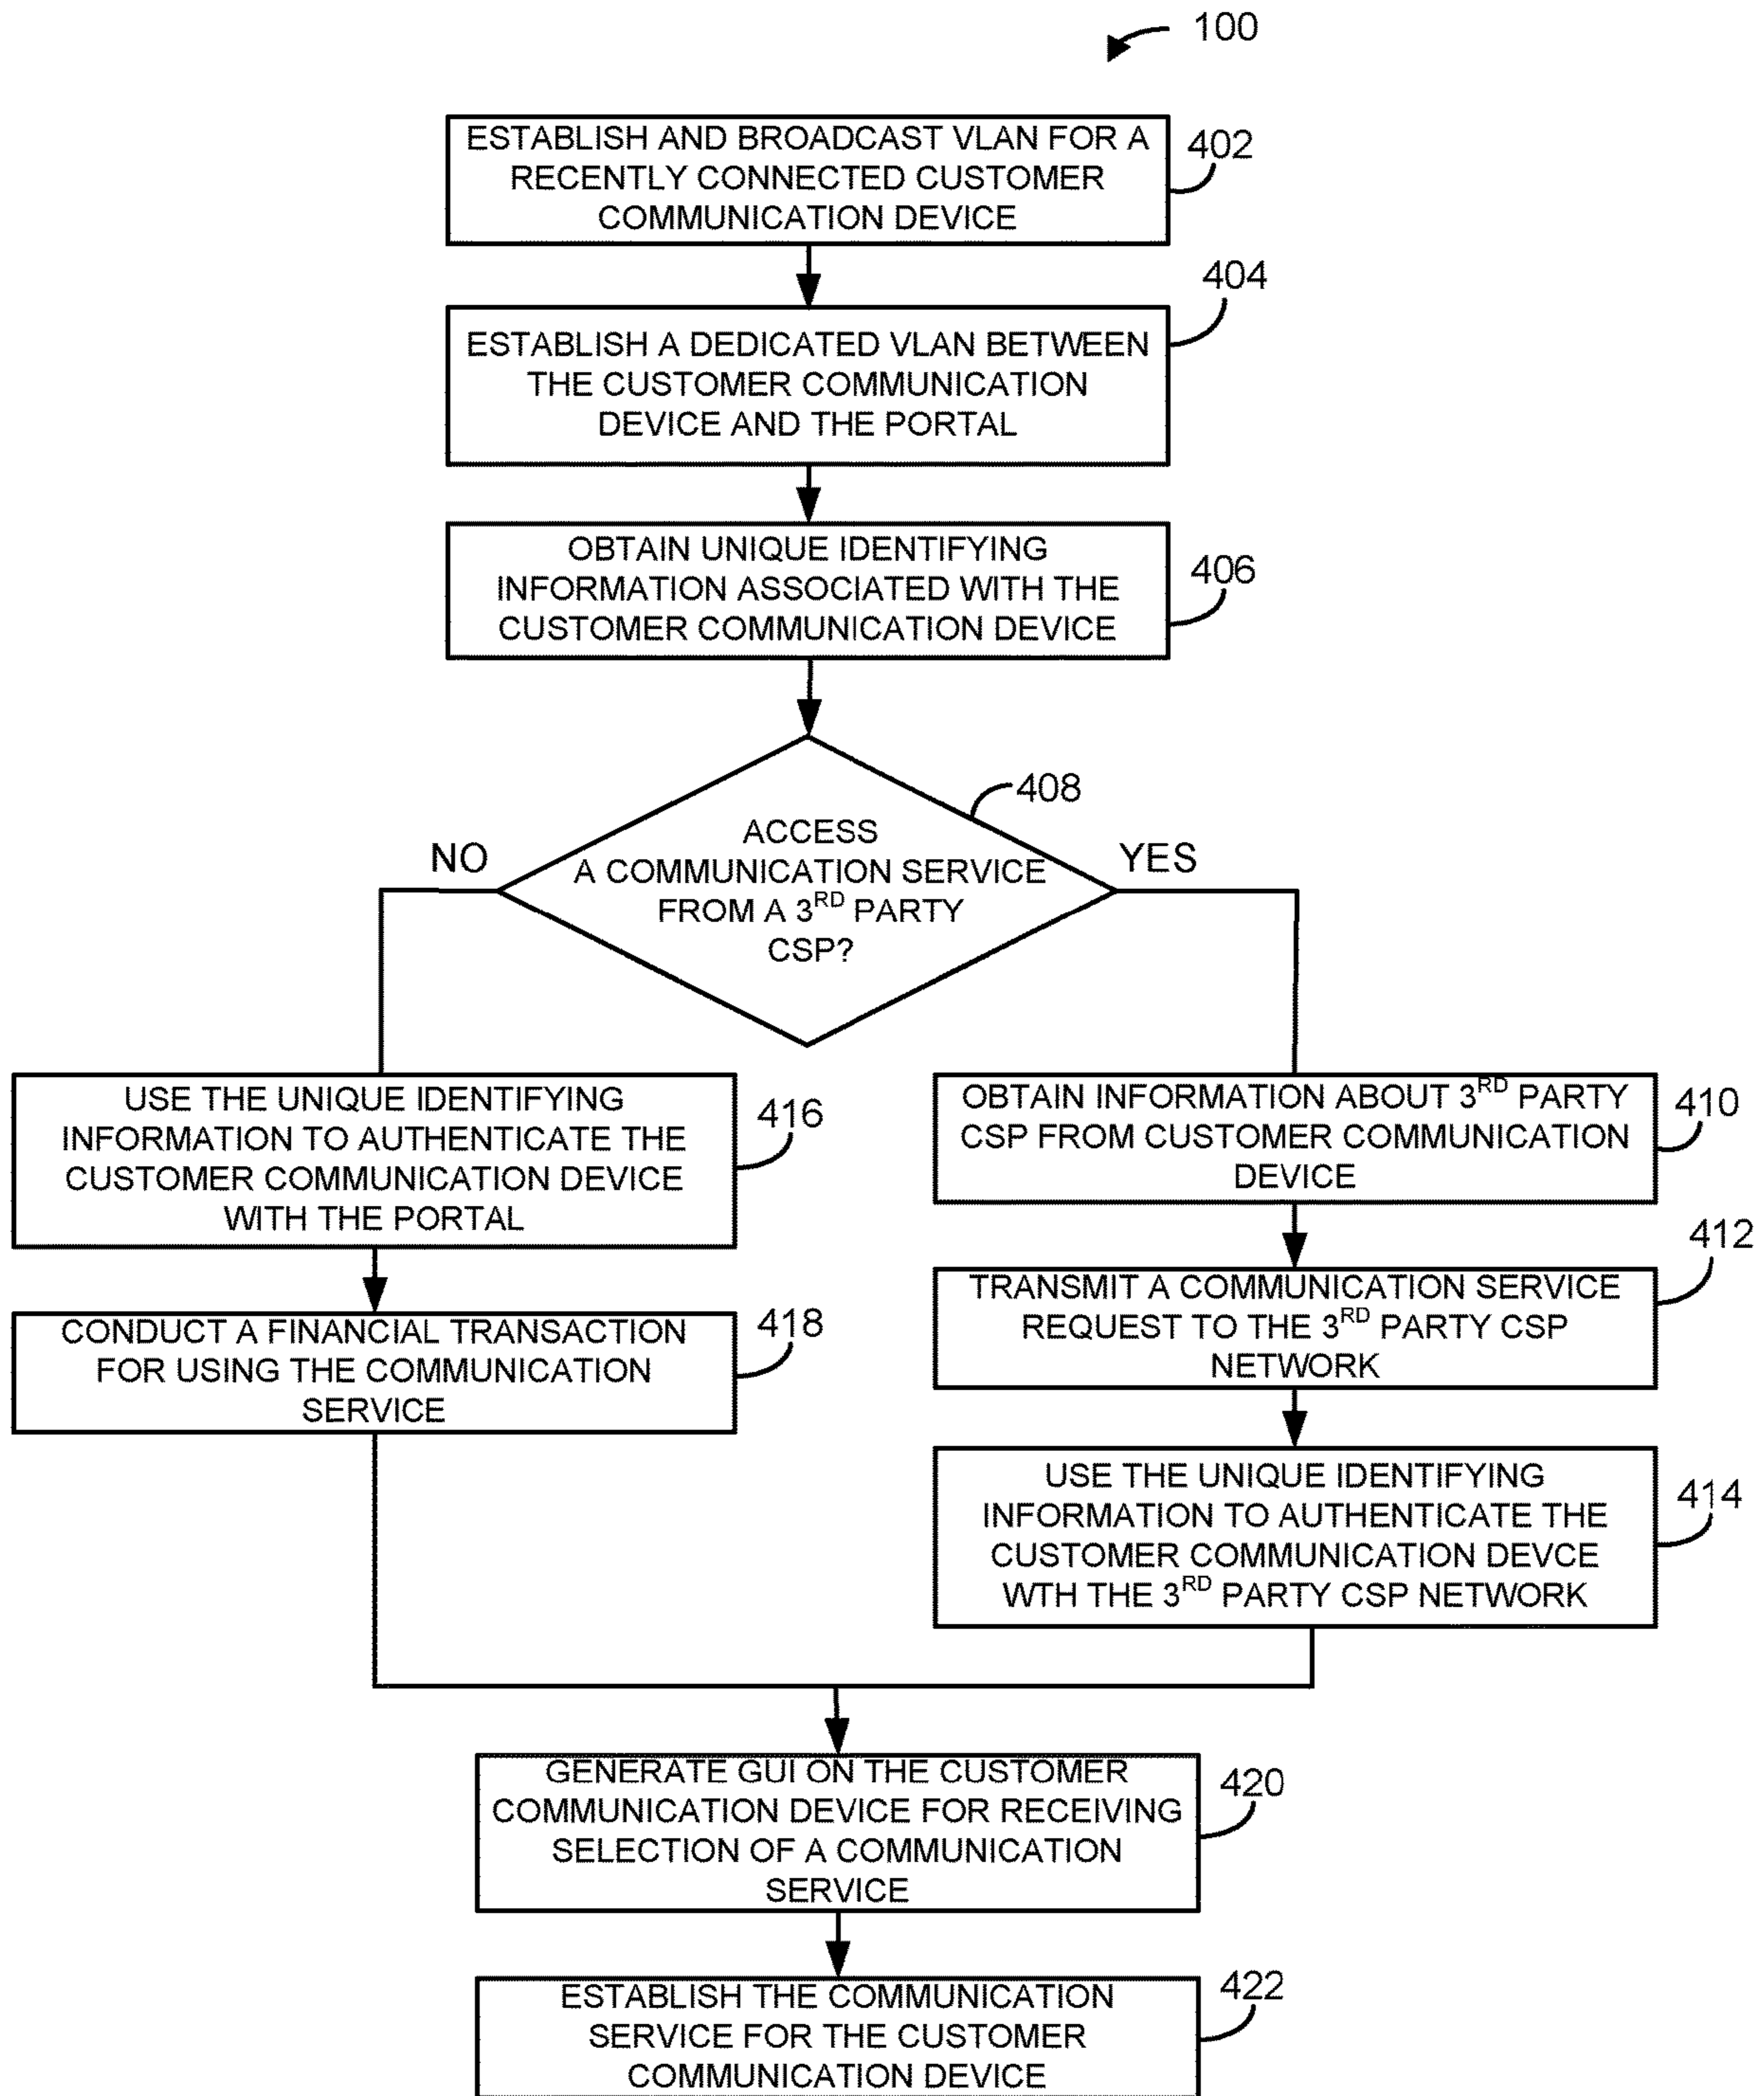 100
ESTABLISH AND BROADCAST VLAN FOR A
RECENTLY CONNECTED CUSTOMER
COMMUNICATION DEVICE
402
ESTABLISH A DEDICATED VLAN BETWEEN
THE CUSTOMER COMMUNICATION
DEVICE AND THE PORTAL
404
OBTAIN UNIQUE IDENTIFYING
INFORMATION ASSOCIATED WITH THE
CUSTOMER COMMUNICATION DEVICE
406
408
ACCESS
A COMMUNICATION SERVICE
FROM A 3RD PARTY
CSP?
NO
YES
USE THE UNIQUE IDENTIFYING
INFORMATION TO AUTHENTICATE THE
CUSTOMER COMMUNICATION DEVICE
WITH THE PORTAL
416
CONDUCT A FINANCIAL TRANSACTION
FOR USING THE COMMUNICATION
SERVICE
418
OBTAIN INFORMATION ABOUT 3RD PARTY
CSP FROM CUSTOMER COMMUNICATION
DEVICE
410
TRANSMIT A COMMUNICATION SERVICE
REQUEST TO THE 3RD PARTY CSP
NETWORK
412
USE THE UNIQUE IDENTIFYING
INFORMATION TO AUTHENTICATE THE
CUSTOMER COMMUNICATION DEVCE
WTH THE 3RD PARTY CSP NETWORK
414
GENERATE GUI ON THE CUSTOMER
COMMUNICATION DEVICE FOR RECEIVING
SELECTION OF A COMMUNICATION
SERVICE
420
ESTABLISH THE COMMUNICATION
SERVICE FOR THE CUSTOMER
COMMUNICATION DEVICE
422